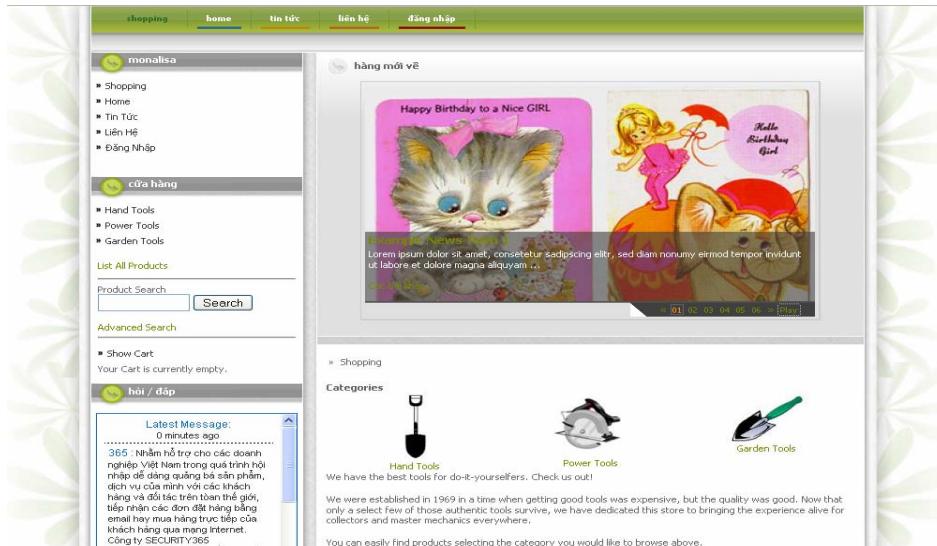 shopping home tin tức liên hệ đăng nhập
monalisa
» Shopping
» Home
» Tin Tức
» Liên Hệ
» Đăng Nhập
cửa hàng
» Hand Tools
» Power Tools
» Garden Tools
List All Products
Product Search
Search
Advanced Search
» Show Cart
Your Cart is currently empty.
hỏi / đáp
Latest Message:
0 minutes ago
365 : Nhằm hỗ trợ cho các doanh
nghiệp Việt Nam trong quá trình hội
nhập dể dàng quảng bá sản phẩm,
dịch vụ của mình với các khách
hàng và đối tác trên tòan thế giới,
tiếp nhận các đơn đặt hàng bằng
email hay mua hàng trực tiếp của
khách hàng qua mạng Internet.
Công ty SECURITY365
hàng mới về
Happy Birthday to a Nice GIRL
Hello
Birthday
Girl
Example News Item 1
Lorem ipsum dolor sit amet, consetetur sadipscing elitr, sed diam nonumy eirmod tempor invidunt
ut labore et dolore magna aliquyam ...
« 01 02 03 04 05 06 » Play
» Shopping
Categories
Hand Tools Power Tools Garden Tools
We have the best tools for do-it-yourselfers. Check us out!
We were established in 1969 in a time when getting good tools was expensive, but the quality was good. Now that
only a select few of those authentic tools survive, we have dedicated this store to bringing the experience alive for
collectors and master mechanics everywhere.
You can easily find products selecting the category you would like to browse above.